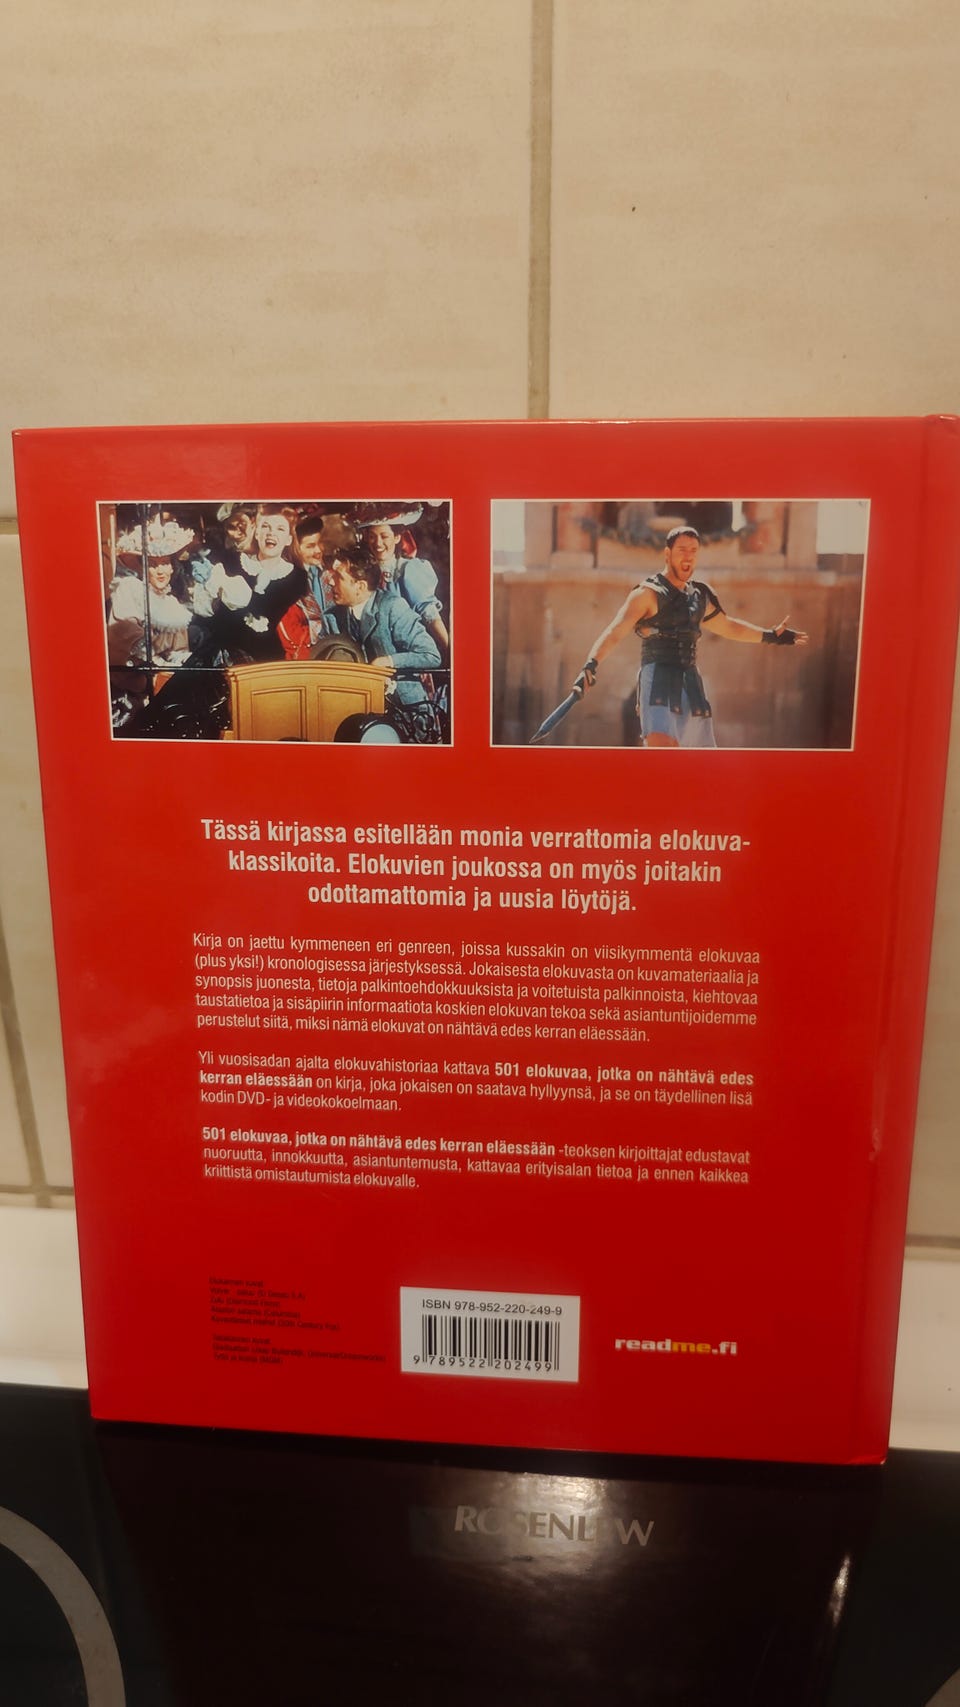 Tässä kirjassa esitellään monia verrattomia elokuva-
klassikoita. Elokuvien joukossa on myös joitakin
odottamattomia ja uusia löytöjä.
Kirja on jaettu kymmeneen eri genreen, joissa kussakin on viisikymmentä elokuvaa
(plus yksi!) kronologisessa järjestyksessä. Jokaisesta elokuvasta on kuvamateriaalia ja
synopsis juonesta, tietoja palkintoehdokkuuksista ja voitetuista palkinnoista, kiehtovaa
taustatietoa ja sisäpiirin informaatiota koskien elokuvan tekoa sekä asiantuntijoidemme
perustelut siitä, miksi nämä elokuvat on nähtävä edes kerran eläessään.
Yli vuosisadan ajalta elokuvahistoriaa kattava 501 elokuvaa, jotka on nähtävä edes
kerran eläessään on kirja, joka jokaisen on saatava hyllyynsä, ja se on täydellinen lisä
kodin DVD- ja videokokoelmaan.
501 elokuvaa, jotka on nähtävä edes kerran eläessään -teoksen kirjoittajat edustavat
nuoruutta, innokkuutta, asiantuntemusta, kattavaa erityisalan tietoa ja ennen kaikkea
kriittistä omistautumista elokuvalle.
ISBN 978-952-220-249-9
9 789522 202499
readme.fi
ROSENLEW